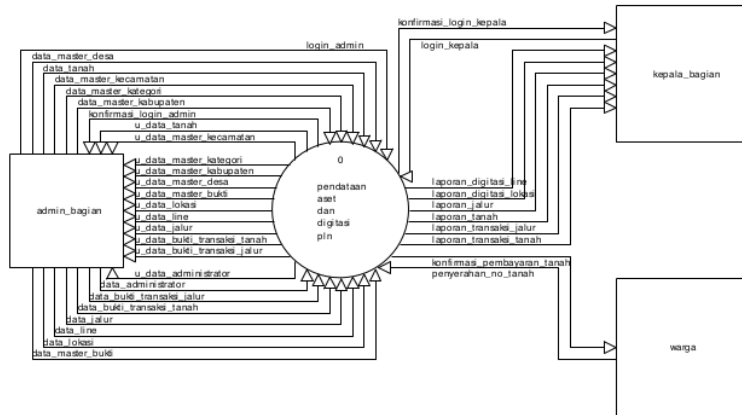 konfirmasi_login_kepala
login_admin
login_kepala
data_master_desa
data_tanah
data_master_kecamatan
data_master_kategori
data_master_kabupaten
konfirmasi_login_admin
u_data_tanah
u_data_master_kecamatan
kepala_bagian
u_data_master_kategori
u_data_master_kabupaten
u_data_master_desa
u_data_master_bukti
u_data_lokasi
u_data_line
u_data_jalur
u_data_bukti_transaksi_tanah
u_data_bukti_transaksi_jalur
admin_bagian
0
pendataan
aset
dan
digitasi
pln
laporan_digitasi_line
laporan_digitasi_lokasi
laporan_jalur
laporan_tanah
laporan_transaksi_jalur
laporan_transaksi_tanah
konfirmasi_pembayaran_tanah
penyerahan_no_tanah
u_data_administrator
data_administrator
data_bukti_transaksi_jalur
data_bukti_transaksi_tanah
data_jalur
data_line
data_lokasi
data_master_bukti
warga